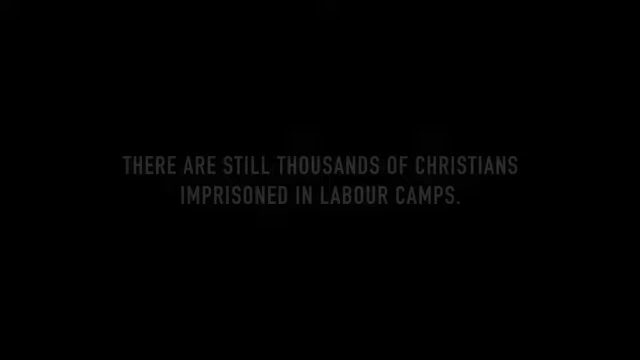 THERE ARE STILL THOUSANDS OF CHRISTIANS
IMPRISONED IN LABOUR CAMPS.